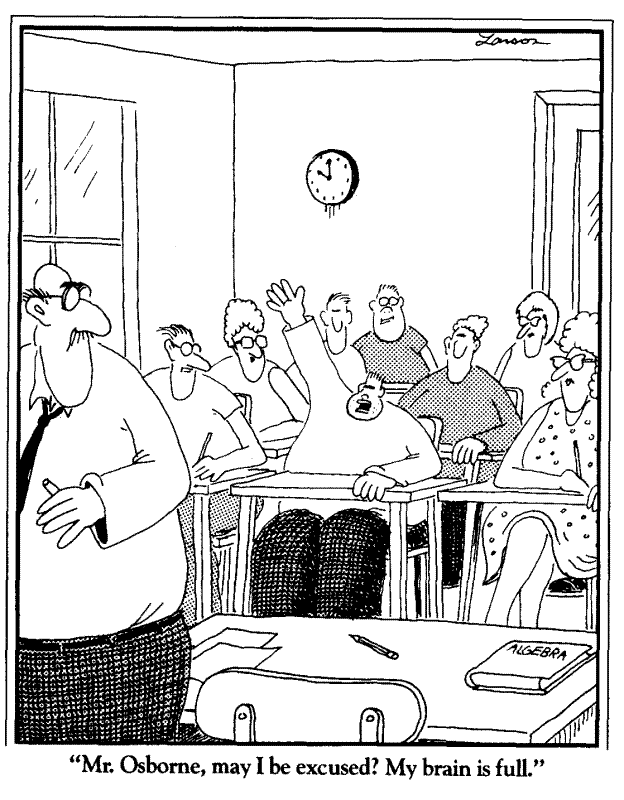 Larson
ALGEBRA
“Mr. Osborne, may I be excused? My brain is full.”